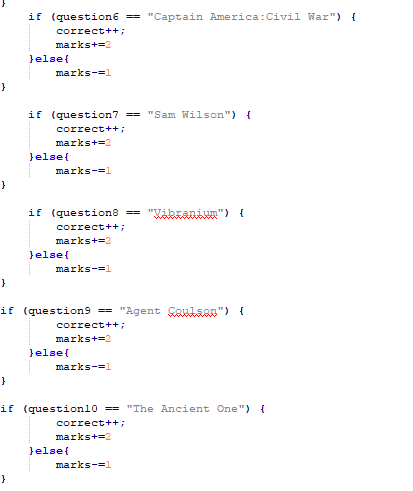 }
if (question6 == "Captain America:Civil War") {
correct++;
marks+=2
}else{
marks-=1
}
if (question7 == "Sam Wilson") {
correct++;
marks+=2
}else{
marks-=1
}
if (question8 == "Vibranium") {
correct++;
marks+=2
}else{
marks-=1
}
if (question9 == "Agent Coulson") {
correct++;
marks+=2
}else{
marks-=1
}
if (question10 == "The Ancient One") {
correct++;
marks+=2
}else{
marks-=1
}